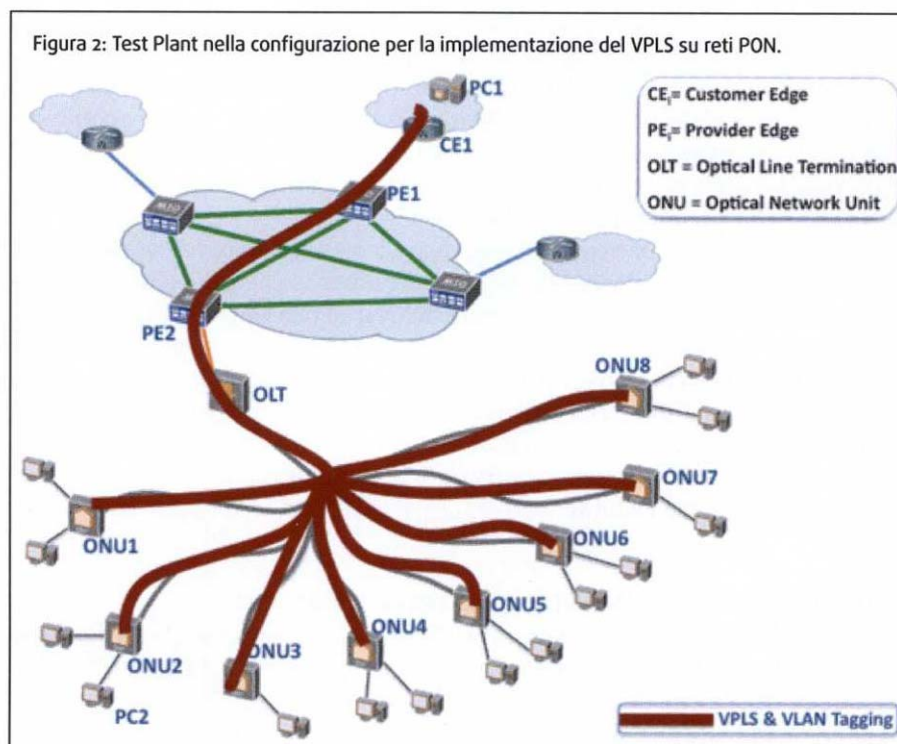 Figura 2: Test Plant nella configurazione per la implementazione del VPLS su reti PON.
PC1
CE1
CEi= Customer Edge
PEi= Provider Edge
OLT = Optical Line Termination
ONU = Optical Network Unit
PE1
PE2
OLT
ONU8
ONU7
ONU1
ONU6
ONU5
ONU4
ONU3
ONU2
PC2
VPLS & VLAN Tagging